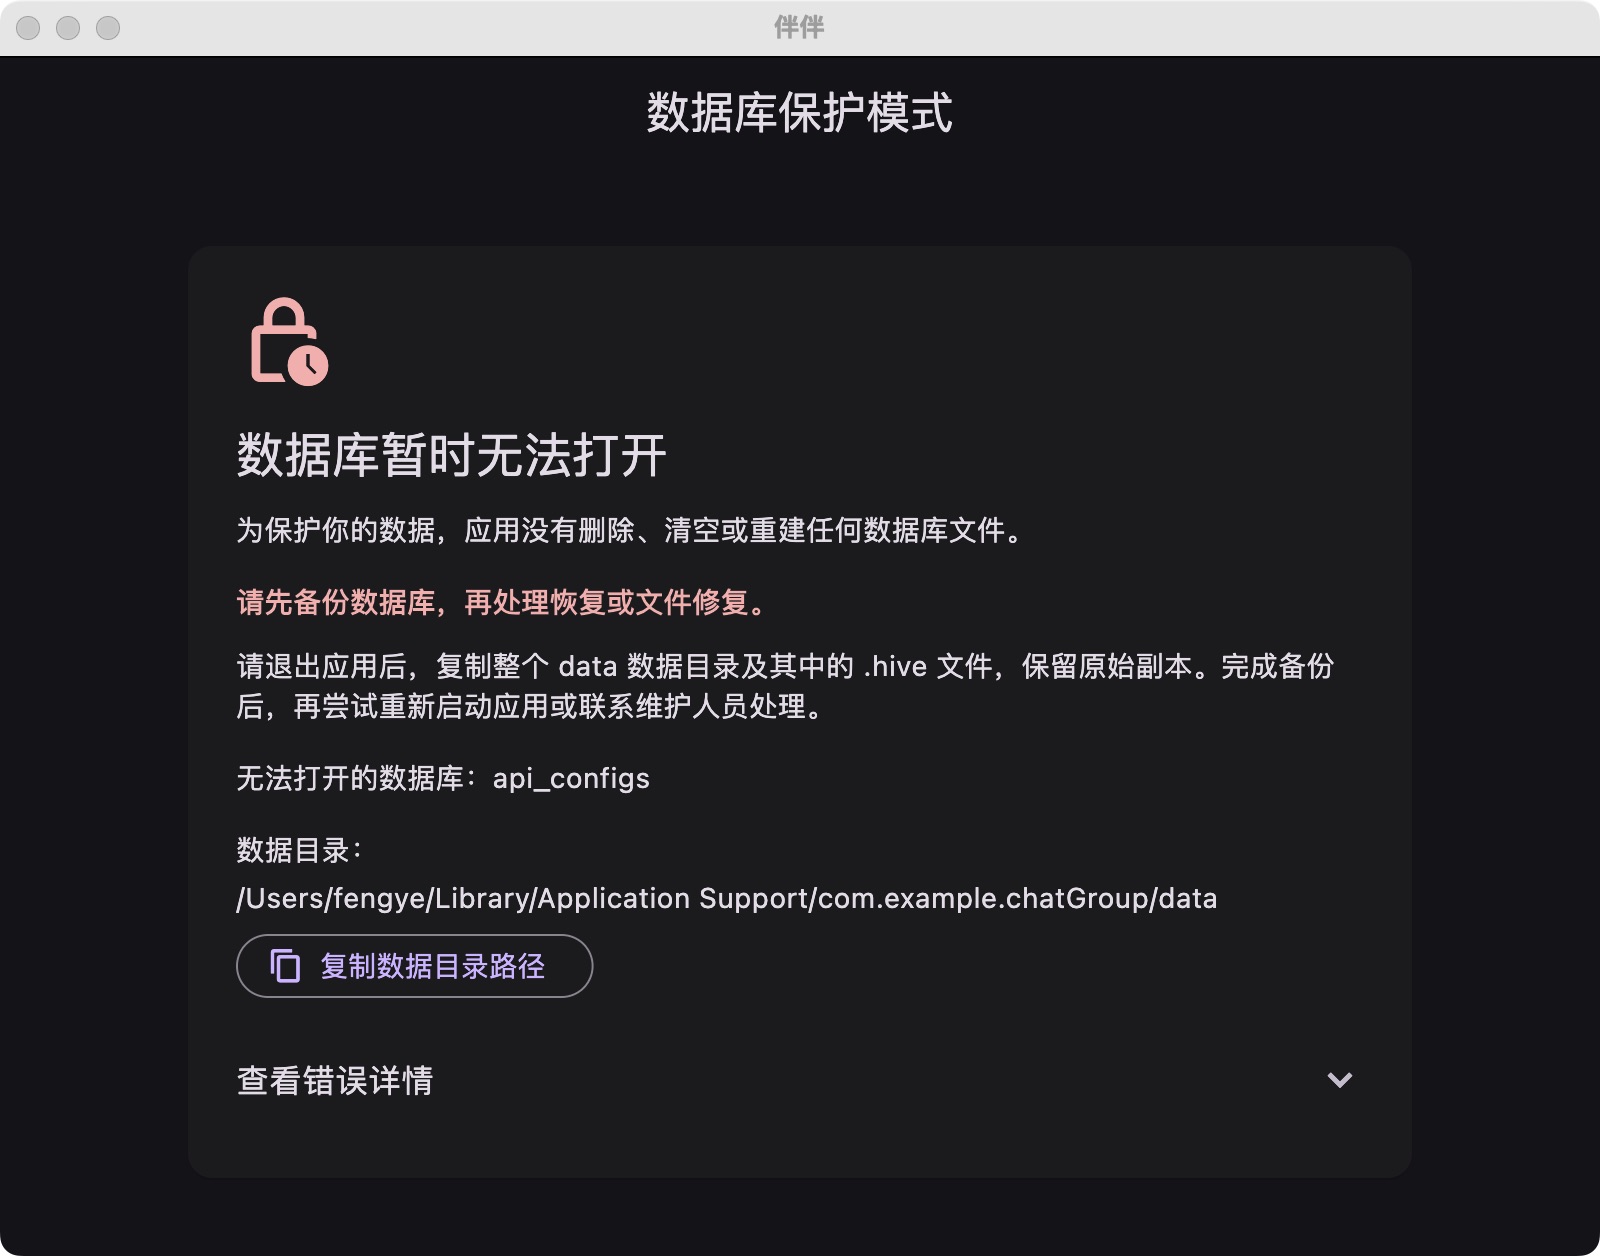 伴伴
数据库保护模式
数据库暂时无法打开
为保护你的数据，应用没有删除、清空或重建任何数据库文件。
请先备份数据库，再处理恢复或文件修复。
请退出应用后，复制整个 data 数据目录及其中的 .hive 文件，保留原始副本。完成备份
后，再尝试重新启动应用或联系维护人员处理。
无法打开的数据库：api_configs
数据目录：
/Users/fengye/Library/Application Support/com.example.chatGroup/data
复制数据目录路径
查看错误详情